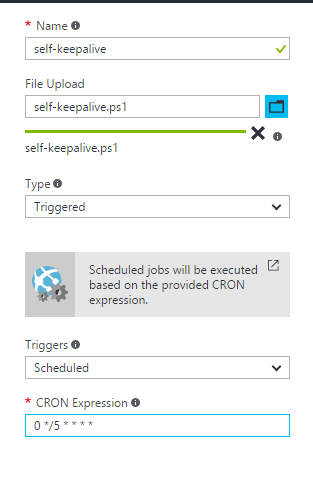 * Name
self-keepalive
File Upload
self-keepalive.ps1
self-keepalive.ps1
Type
Triggered
Scheduled jobs will be executed
based on the provided CRON
expression.
Triggers
Scheduled
* CRON Expression
0 */5 * * * *